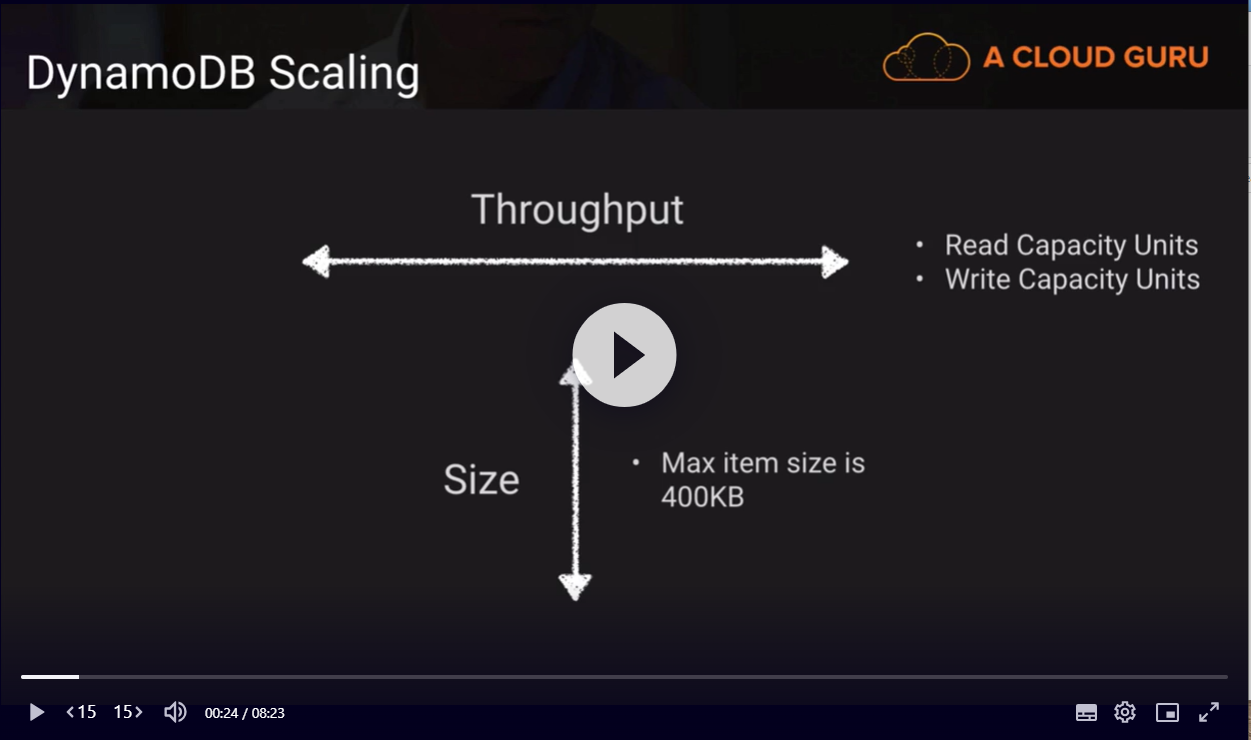 DynamoDB Scaling
A CLOUD GURU
Throughput
• Read Capacity Units
• Write Capacity Units
Size
• Max item size is
400KB
15
15
00:24 / 08:23